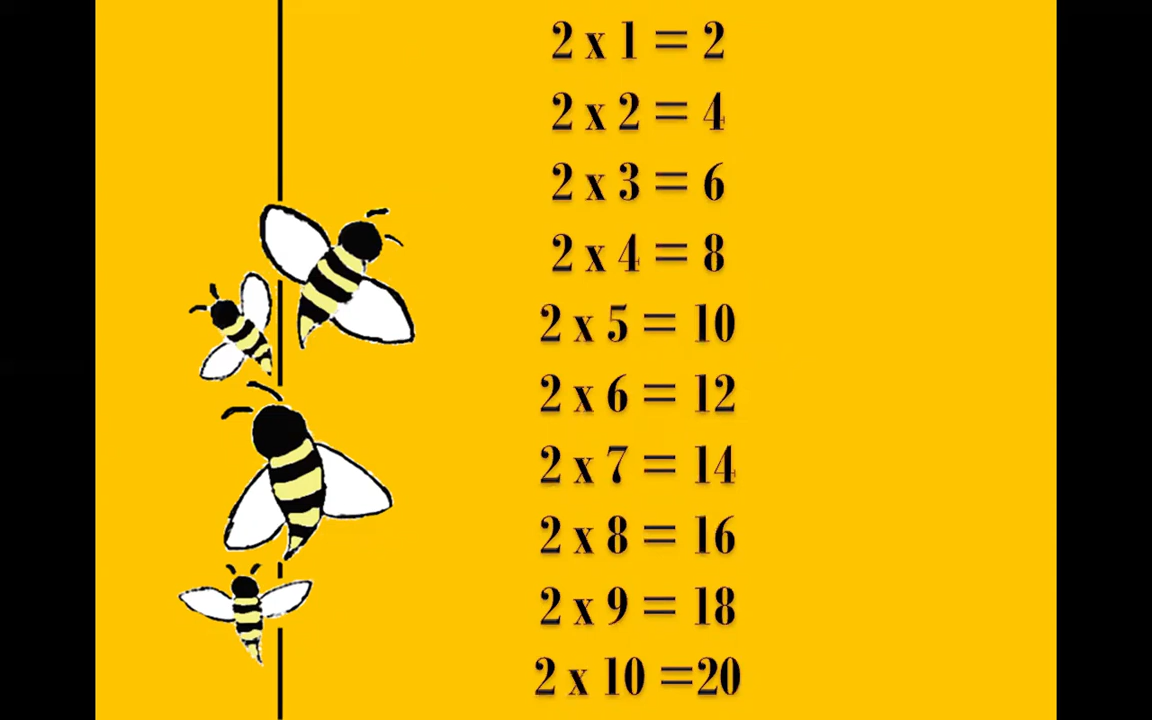 2 x 1 = 2
2 x 2 = 4
2 x 3 = 6
2 x 4 = 8
2 x 5 = 10
2 x 6 = 12
2 x 7 = 14
2 x 8 = 16
2 x 9 = 18
2 x 10 =20